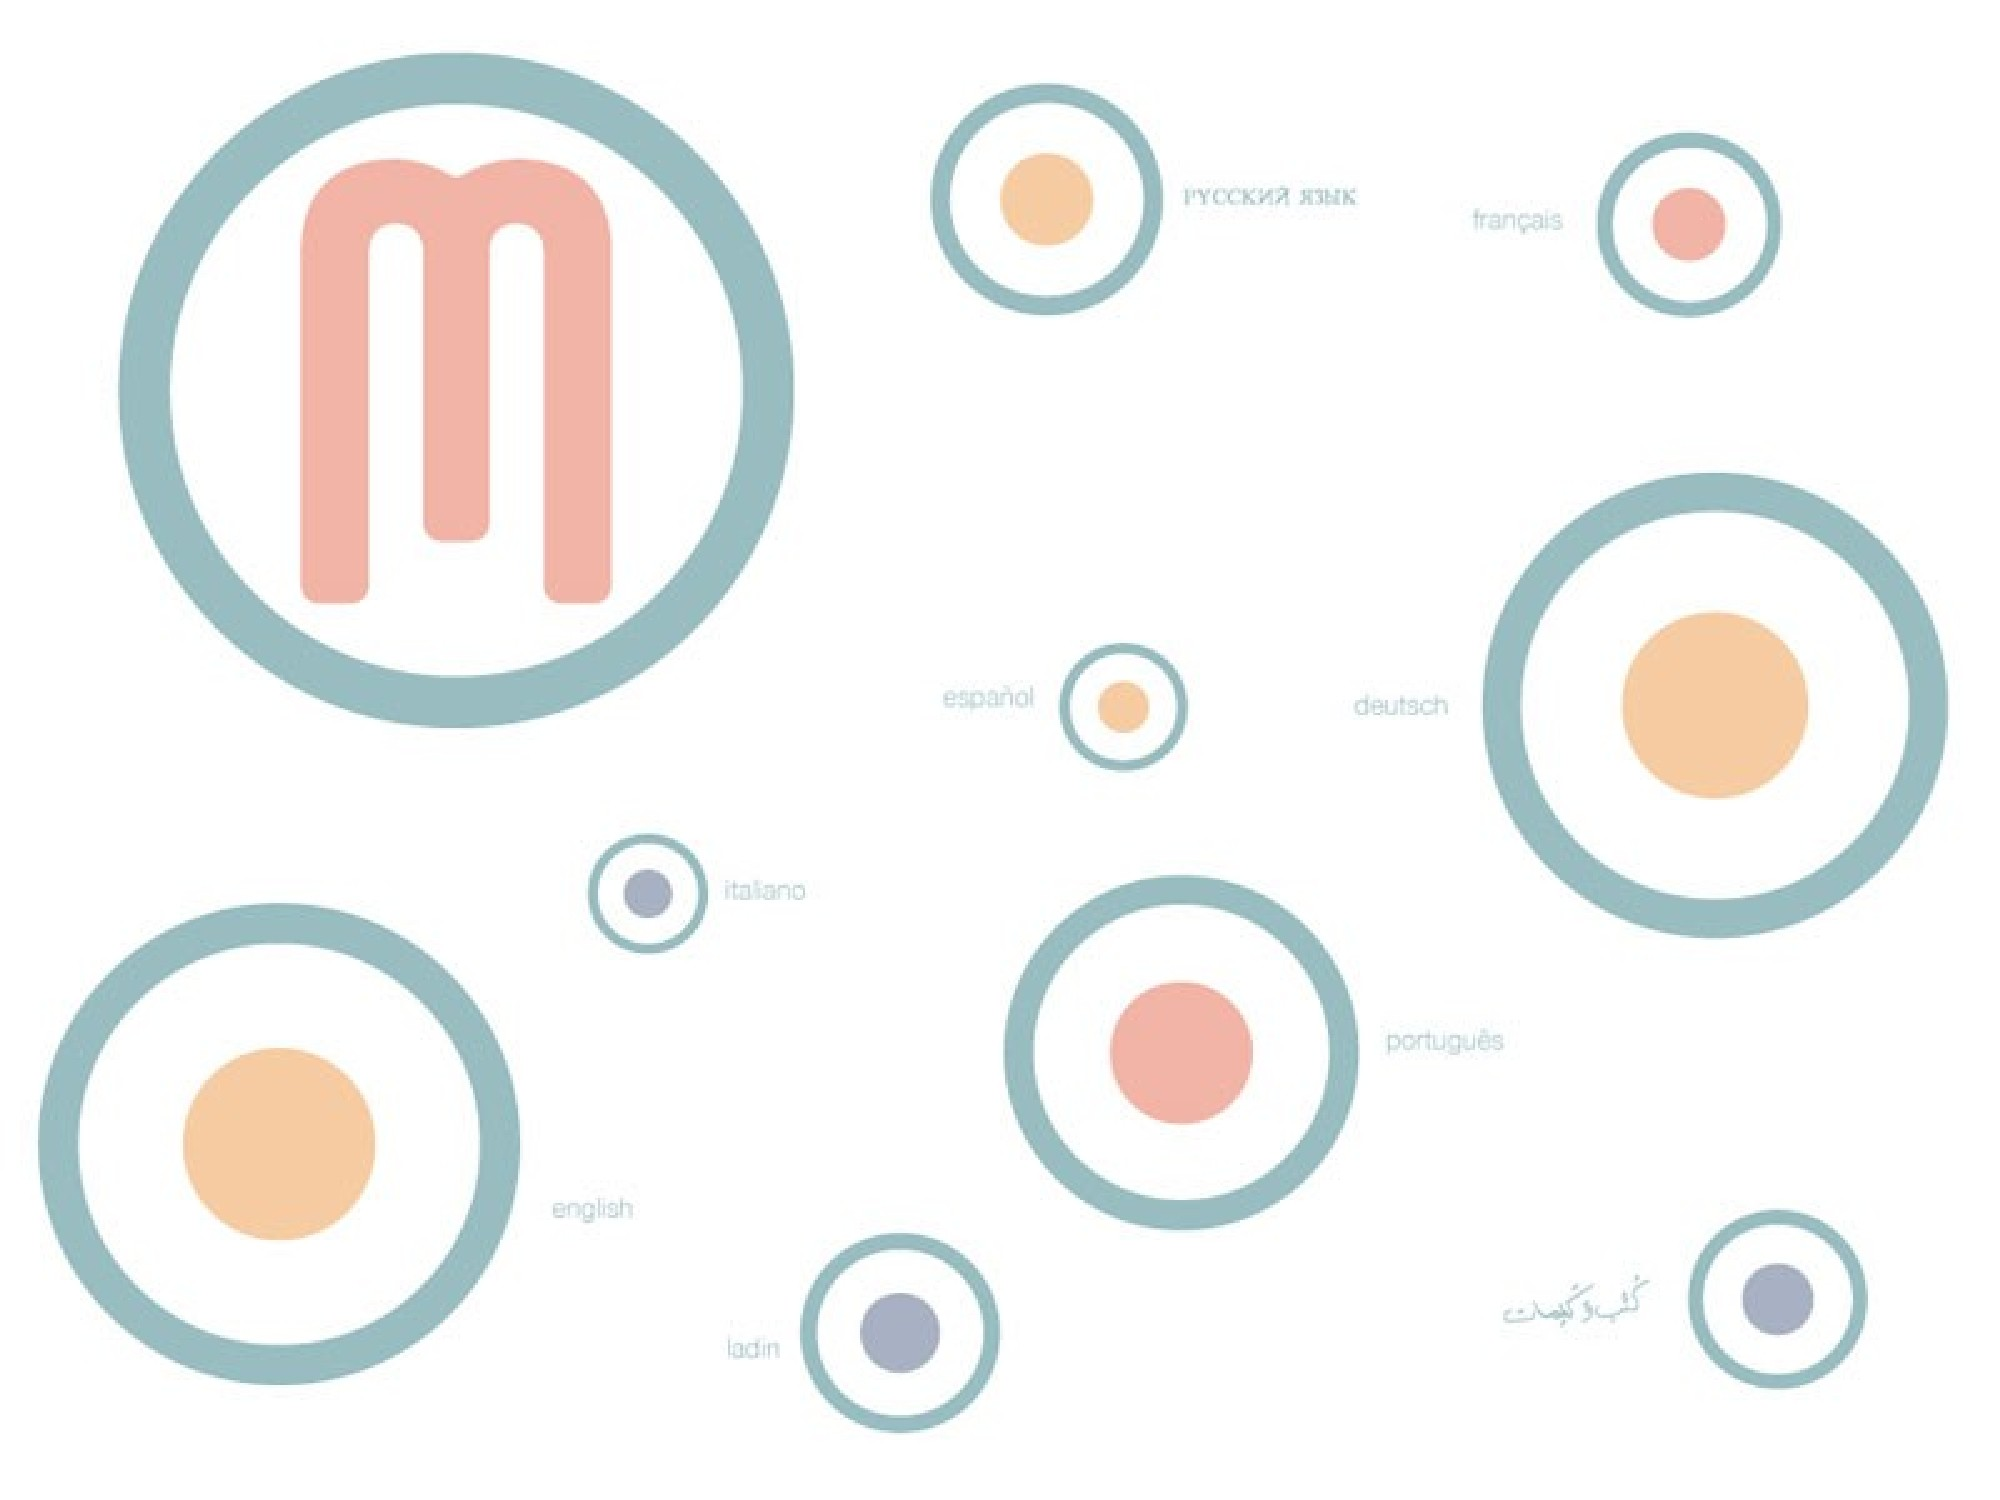 m
РУССКИЙ ЯЗЫК
français
español
deutsch
italiano
português
english
ladin